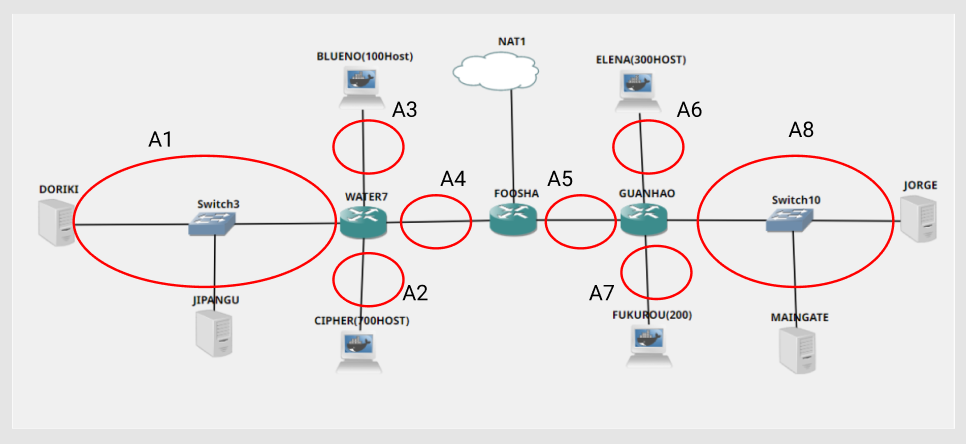 NAT1
BLUENO(100Host)
ELENA(300HOST)
A3
A6
A1
A8
DORIKI
Switch3
WATER7
A4
FOOSHA
A5
GUANHAO
Switch10
JORGE
JIPANGU
A2
A7
CIPHER(700HOST)
FUKUROU(200)
MAINGATE